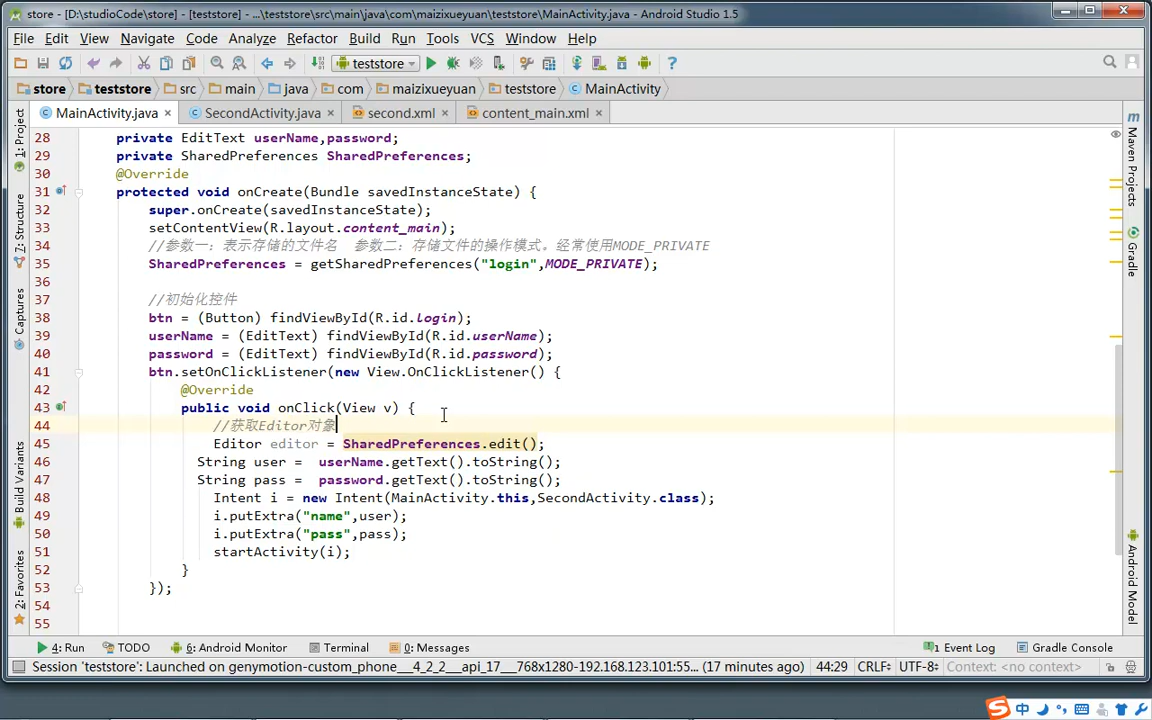 store - [D:\studioCode\store] - [teststore] - ...\teststore\src\main\java\com\maizixueyuan\teststore\MainActivity.java - Android Studio 1.5
File Edit View Navigate Code Analyze Refactor Build Run Tools VCS Window Help
teststore
store teststore src main java com maizixueyuan teststore MainActivity
MainActivity.java SecondActivity.java second.xml content_main.xml
28 private EditText userName,password;
29 private SharedPreferences SharedPreferences;
30 @Override
31 protected void onCreate(Bundle savedInstanceState) {
32 super.onCreate(savedInstanceState);
33 setContentView(R.layout.content_main);
34 //参数一：表示存储的文件名 参数二：存储文件的操作模式。经常使用MODE_PRIVATE
35 SharedPreferences = getSharedPreferences("login",MODE_PRIVATE);
36
37 //初始化控件
38 btn = (Button) findViewById(R.id.login);
39 userName = (EditText) findViewById(R.id.userName);
40 password = (EditText) findViewById(R.id.password);
41 btn.setOnClickListener(new View.OnClickListener() {
42 @Override
43 public void onClick(View v) {
44 //获取Editor对象
45 Editor editor = SharedPreferences.edit();
46 String user = userName.getText().toString();
47 String pass = password.getText().toString();
48 Intent i = new Intent(MainActivity.this,SecondActivity.class);
49 i.putExtra("name",user);
50 i.putExtra("pass",pass);
51 startActivity(i);
52 }
53 });
54
55
1: Project
7: Structure
Captures
Build Variants
2: Favorites
m Maven Projects
Gradle
Android Model
4: Run TODO 6: Android Monitor Terminal 0: Messages 1 Event Log Gradle Console
Session 'teststore': Launched on genymotion-custom_phone__4_2_2__api_17__768x1280-192.168.123.101:55... (17 minutes ago) 44:29 CRLF UTF-8 Context: <no context>
S 中